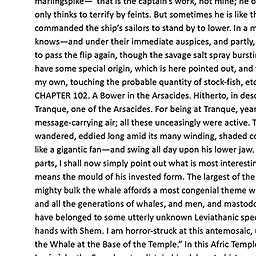 marlingspike—' that is the captain's work, not mine; he o
only thinks to terrify by feints. But sometimes he is like th
commanded the ship's sailors to stand by to lower. In a m
knows—and under their immediate auspices, and partly,
to pass the flip again, though the savage salt spray bursti
have some special origin, which is here pointed out, and
my own, touching the probable quantity of stock-fish, etc
CHAPTER 102. A Bower in the Arsacides. Hitherto, in desc
Tranque, one of the Arsacides. For being at Tranque, year
message-carrying air; all these unceasingly were active. T
wandered, eddied long amid its many winding, shaded co
like a gigantic fan—and swing all day upon his lower jaw.
parts, I shall now simply point out what is most interestin
means the mould of his invested form. The largest of the
mighty bulk the whale affords a most congenial theme w
and all the generations of whales, and men, and mastodo
have belonged to some utterly unknown Leviathanic spec
hands with Shem. I am horror-struck at this antemosaic, u
the Whale at the Base of the Temple." In this Afric Temple